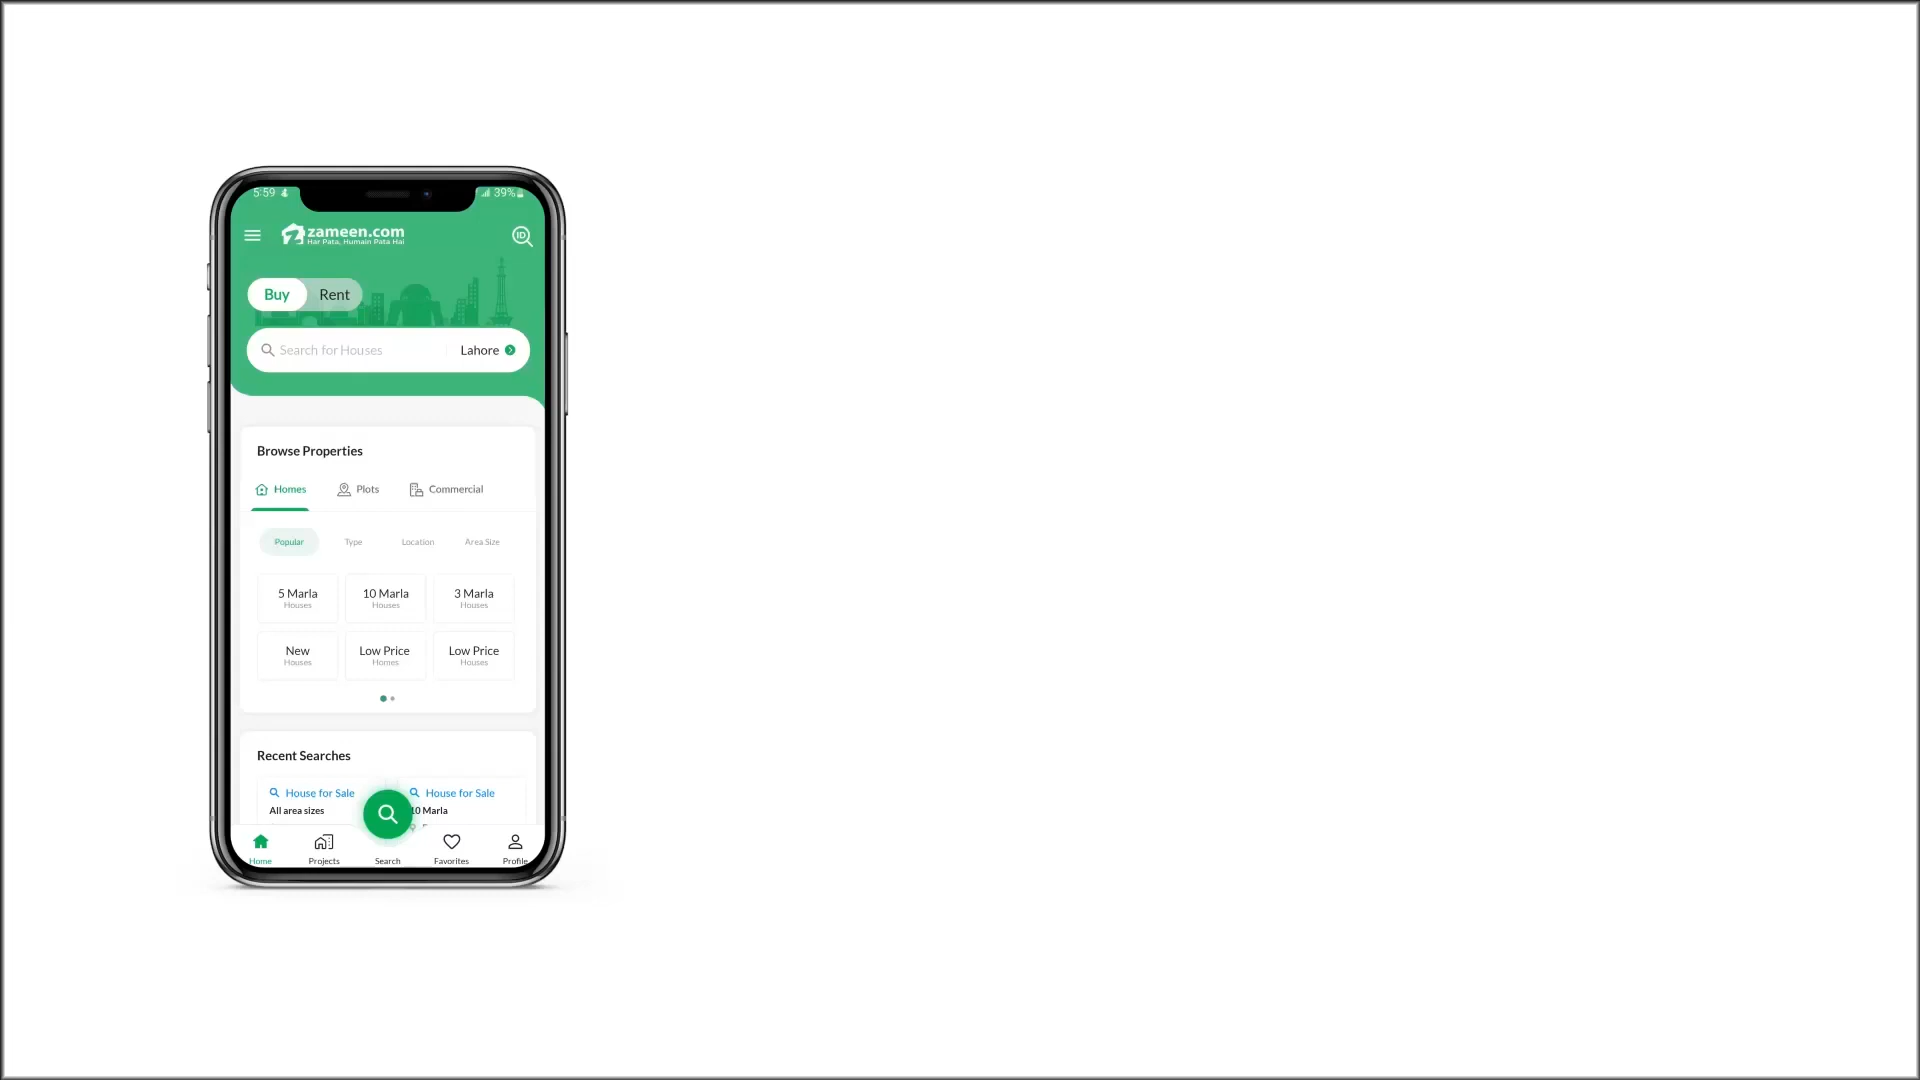 5:59
39%
zameen.com
Har Pata, Humain Pata Hai
ID
Buy Rent
Search for Houses Lahore
Browse Properties
Homes Plots Commercial
Popular Type Location Area Size
5 Marla 10 Marla 3 Marla
Houses Houses Houses
New Low Price Low Price
Houses Homes Houses
Recent Searches
House for Sale House for Sale
All area sizes 10 Marla
Home Projects Search Favorites Profile